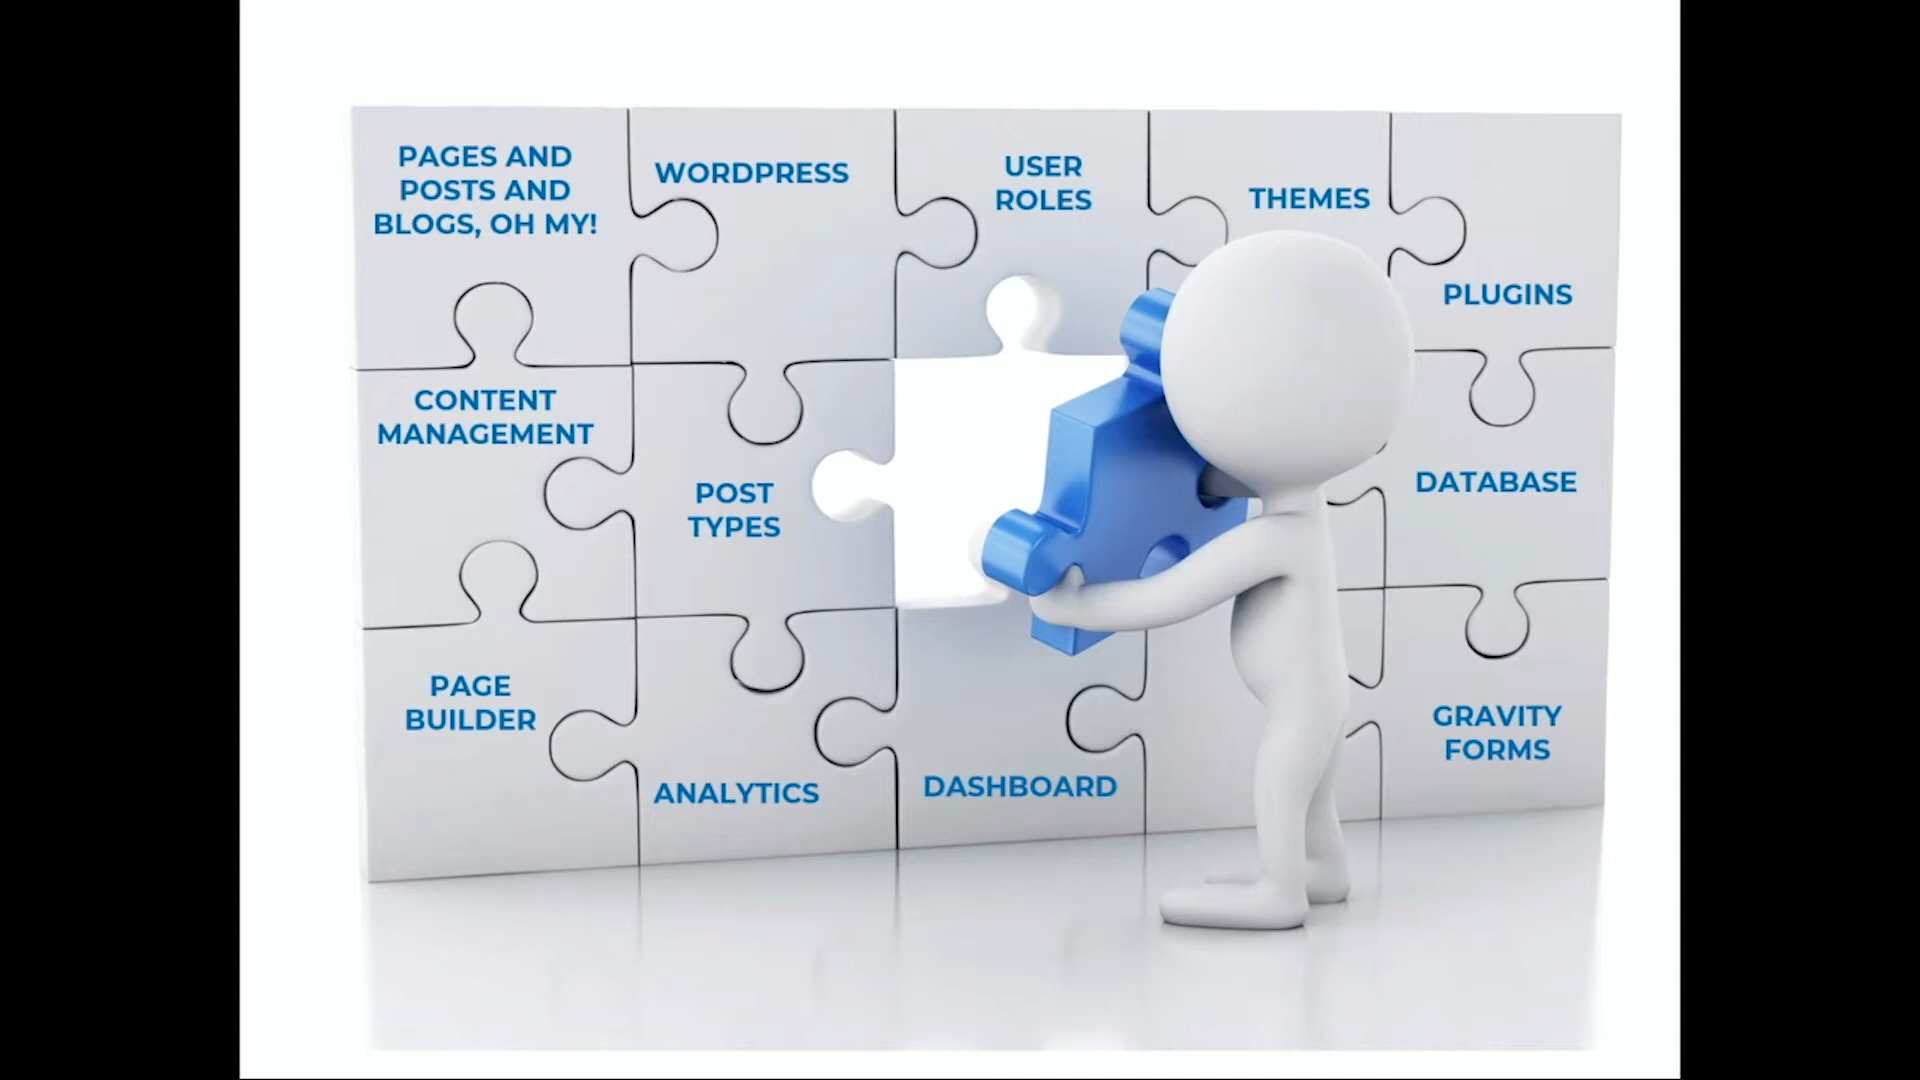 PAGES AND
POSTS AND
BLOGS, OH MY!
WORDPRESS
USER
ROLES
THEMES
PLUGINS
CONTENT
MANAGEMENT
POST
TYPES
DATABASE
PAGE
BUILDER
ANALYTICS
DASHBOARD
GRAVITY
FORMS